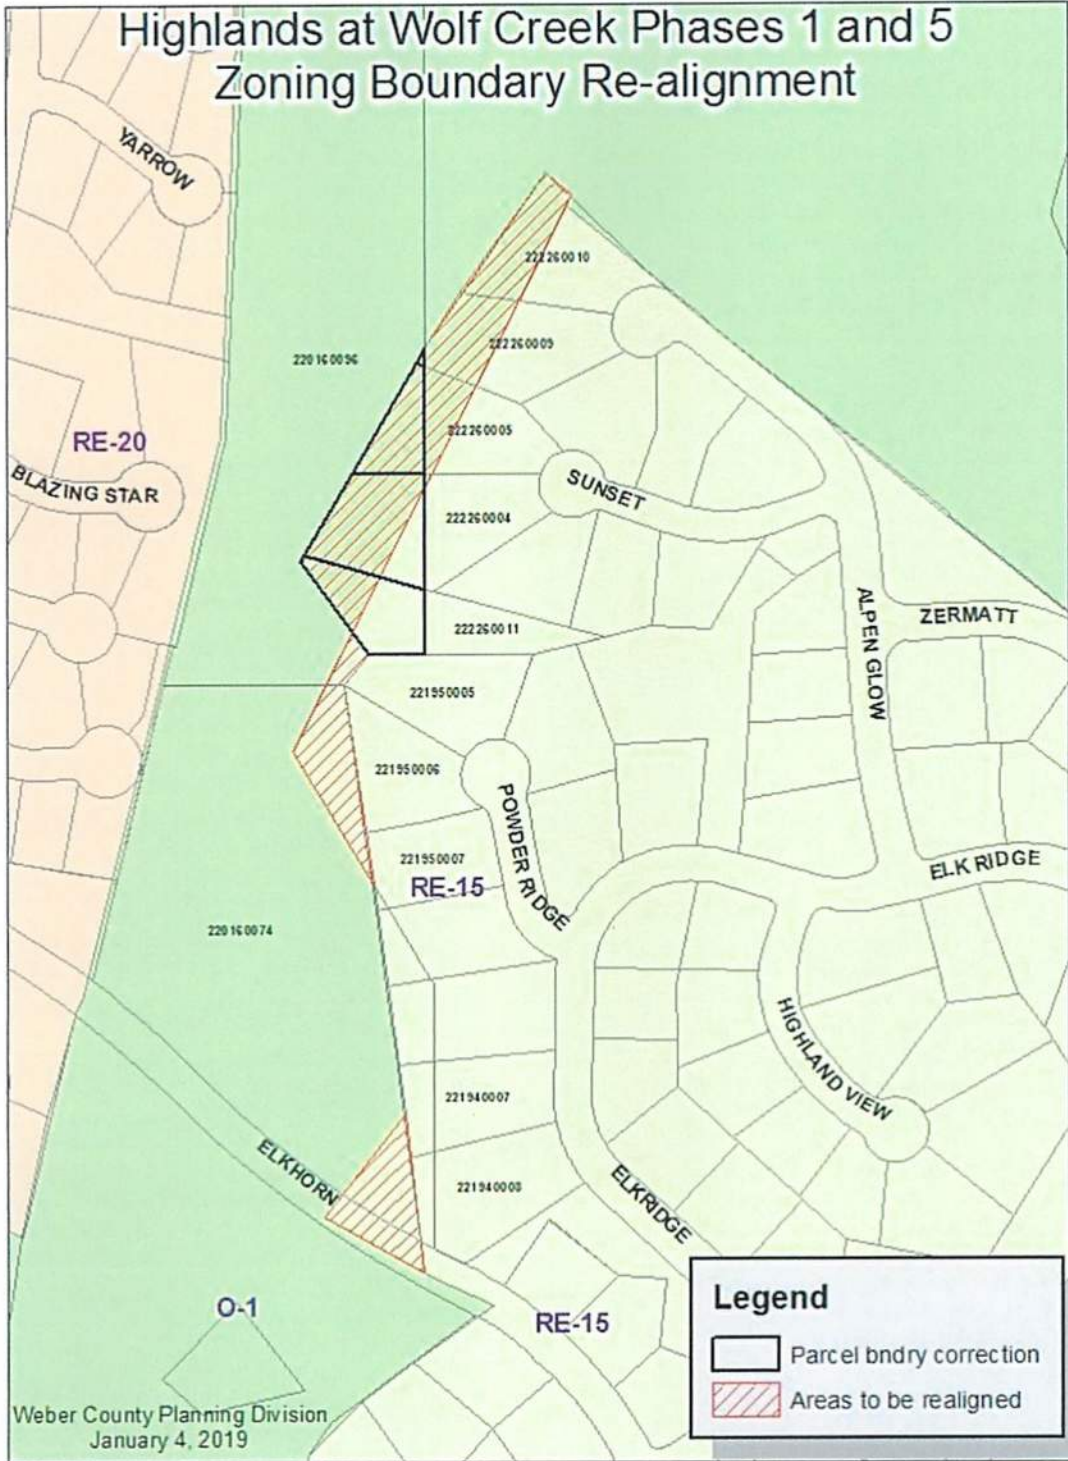 Highlands at Wolf Creek Phases 1 and 5
Zoning Boundary Re-alignment
YARROW
222260010
222260009
220160096
222260005
RE-20
BLAZING STAR
SUNSET
222260004
ALPEN GLOW
ZERMATT
222260011
221950005
221950006
POWDER RIDGE
221950007
RE-15
ELK RIDGE
220160074
HIGHLAND VIEW
221940007
ELKHORN
221940008
ELKRIDGE
O-1
RE-15
Legend
Parcel bndry correction
Areas to be realigned
Weber County Planning Division
January 4, 2019